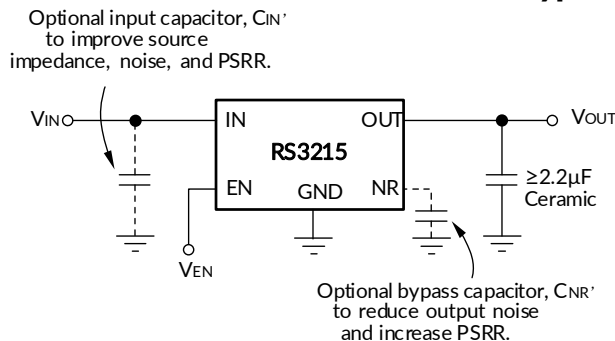 Optional input capacitor, CIN'
to improve source
impedance, noise, and PSRR.
VIN
IN
OUT
VOUT
RS3215
EN
GND
NR
≥2.2μF
Ceramic
VEN
Optional bypass capacitor, CNR'
to reduce output noise
and increase PSRR.